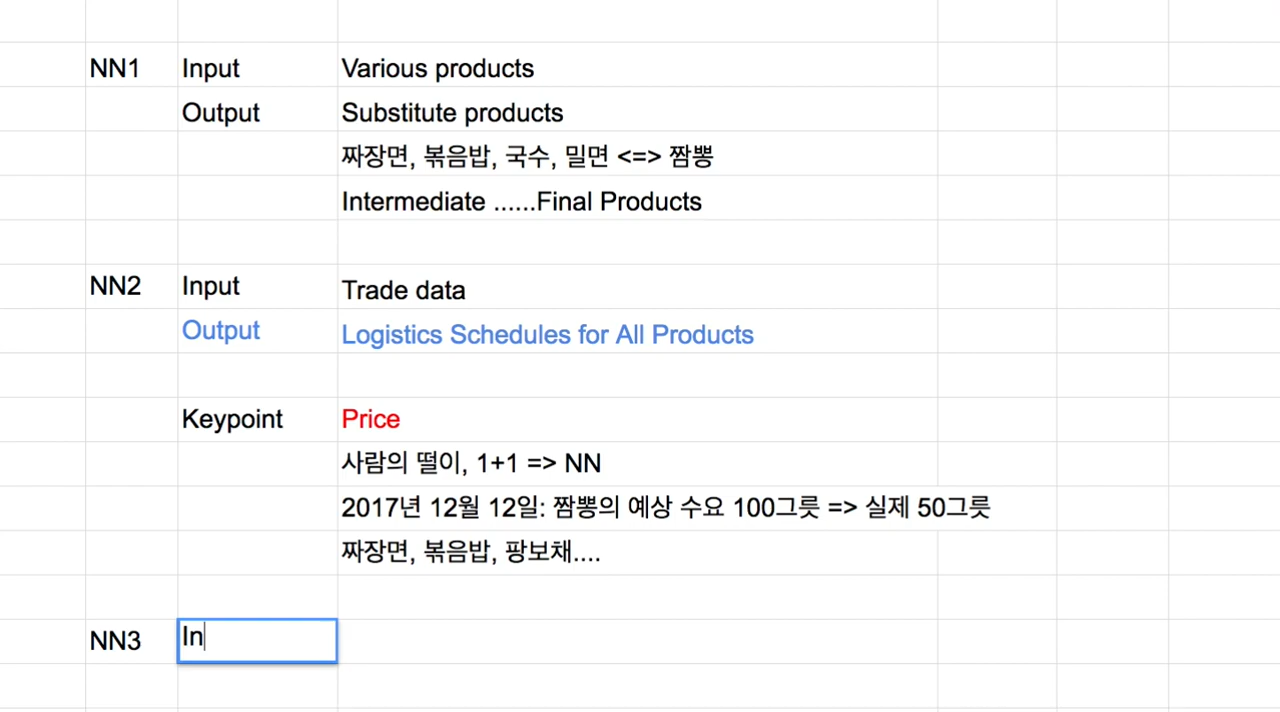 NN1 Input Various products
Output Substitute products
짜장면, 볶음밥, 국수, 밀면 <=> 짬뽕
Intermediate ......Final Products
NN2 Input Trade data
Output Logistics Schedules for All Products
Keypoint Price
사람의 떨이, 1+1 => NN
2017년 12월 12일: 짬뽕의 예상 수요 100그릇 => 실제 50그릇
짜장면, 볶음밥, 팡보채....
NN3 In